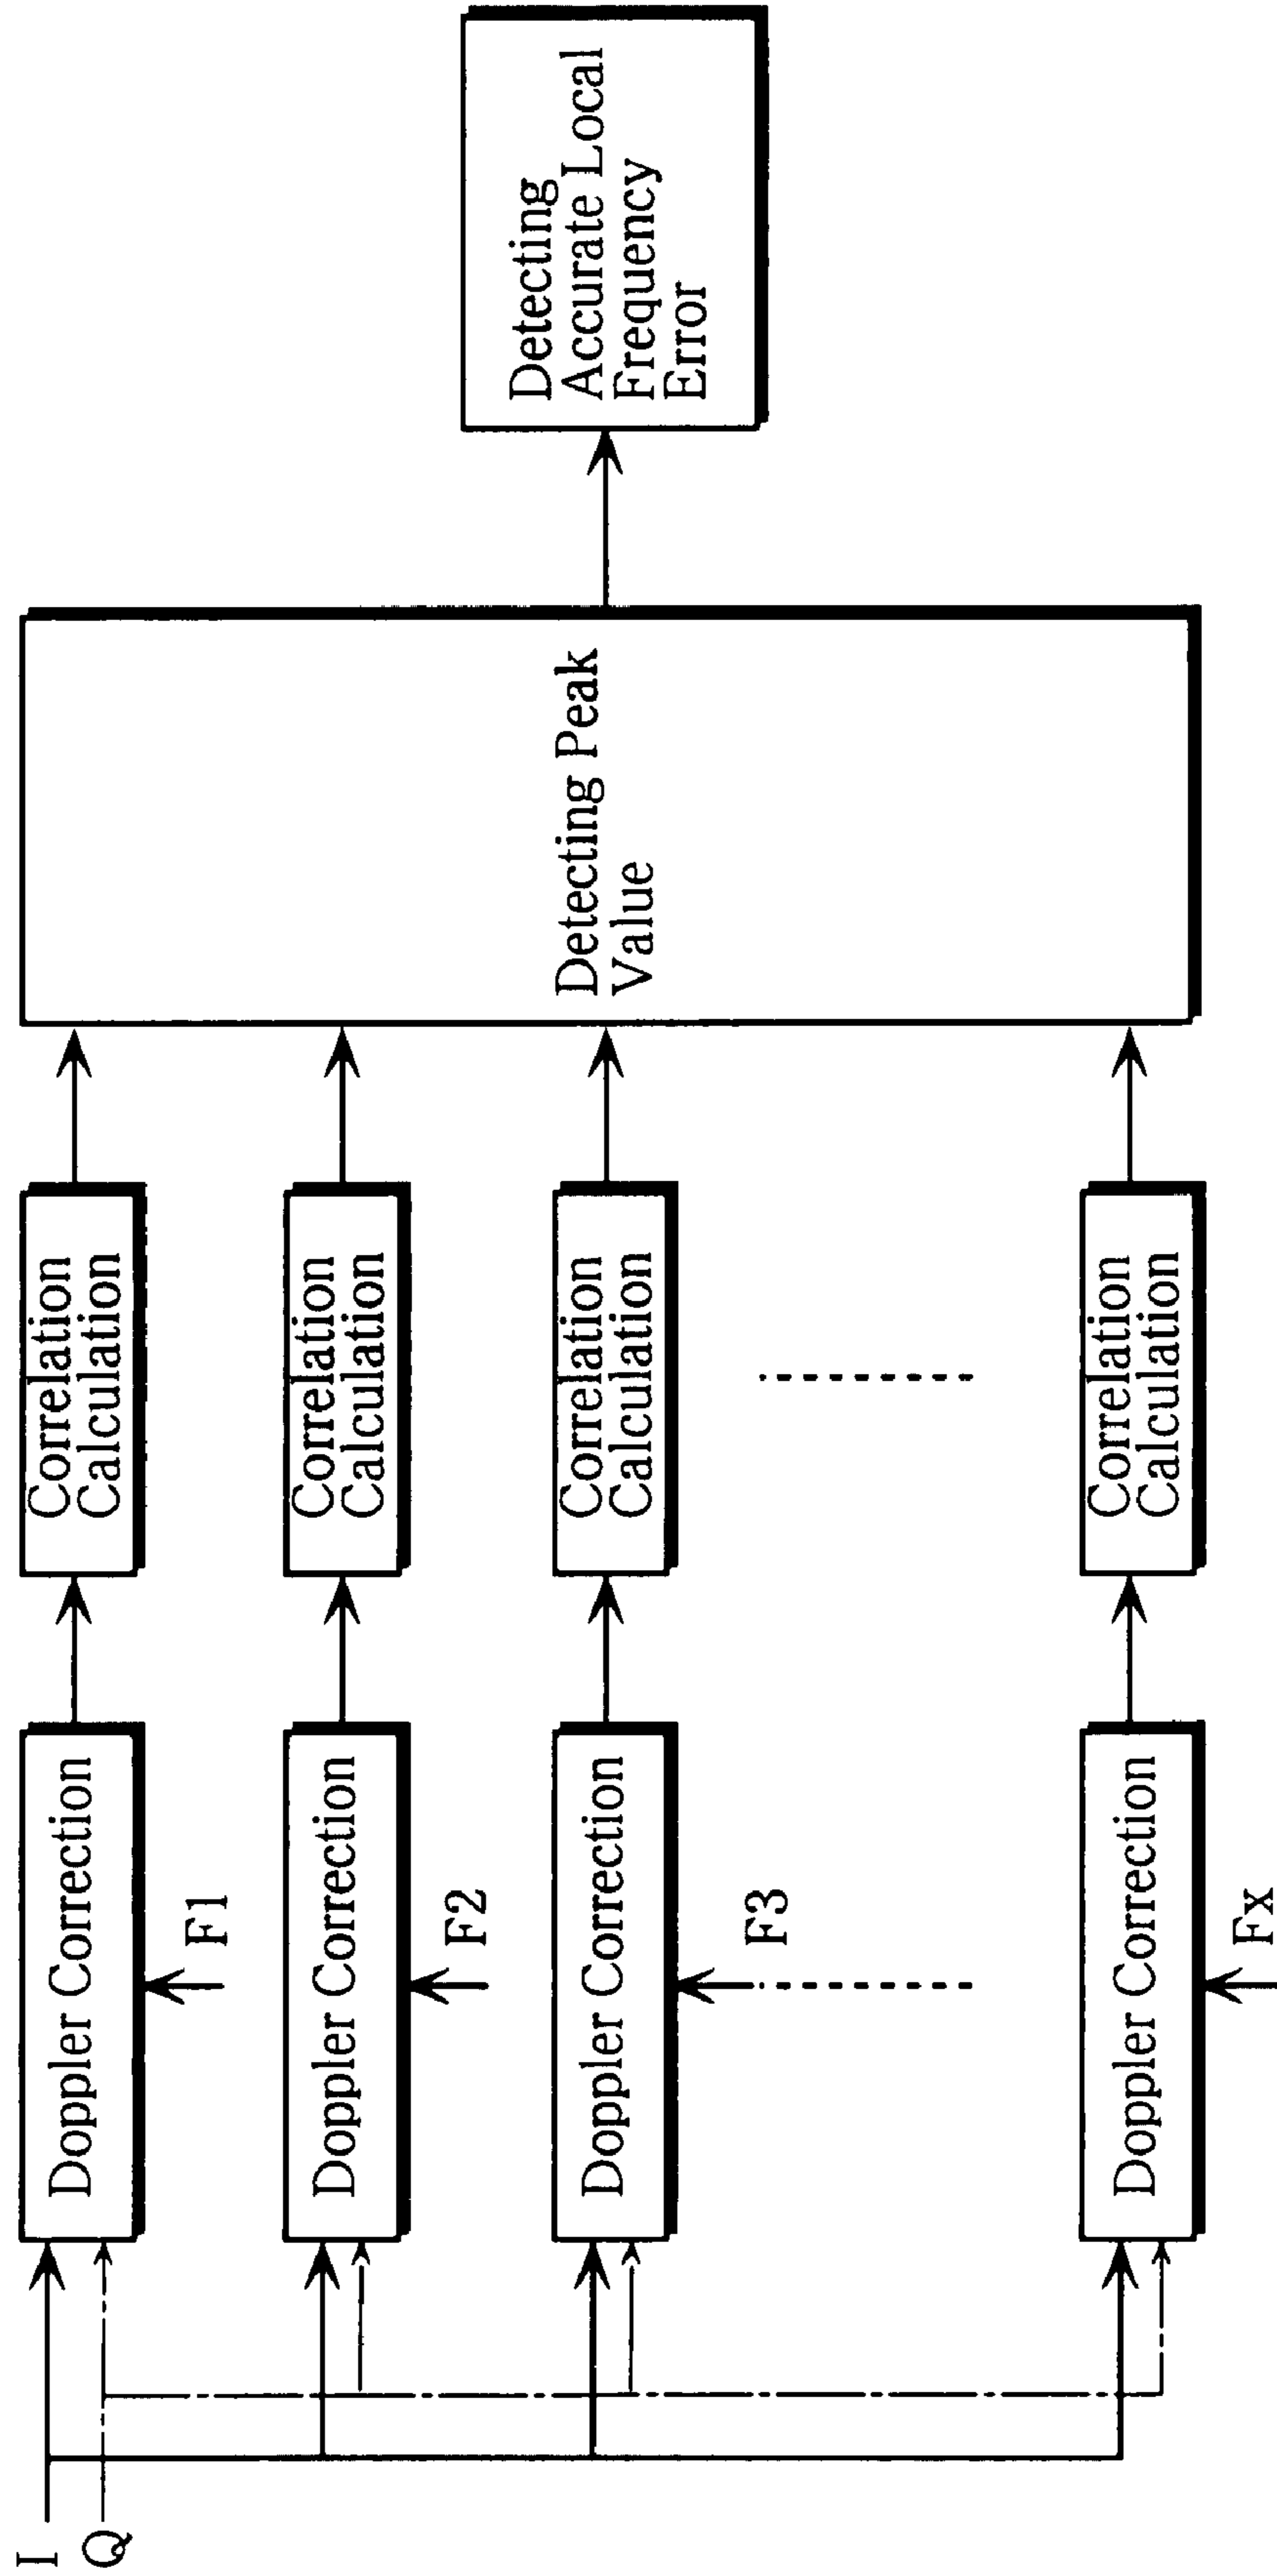 I
Q
Doppler Correction
F1
Correlation
Calculation
Doppler Correction
F2
Correlation
Calculation
Doppler Correction
F3
Correlation
Calculation
Doppler Correction
Fx
Correlation
Calculation
Detecting Peak
Value
Detecting
Accurate Local
Frequency
Error